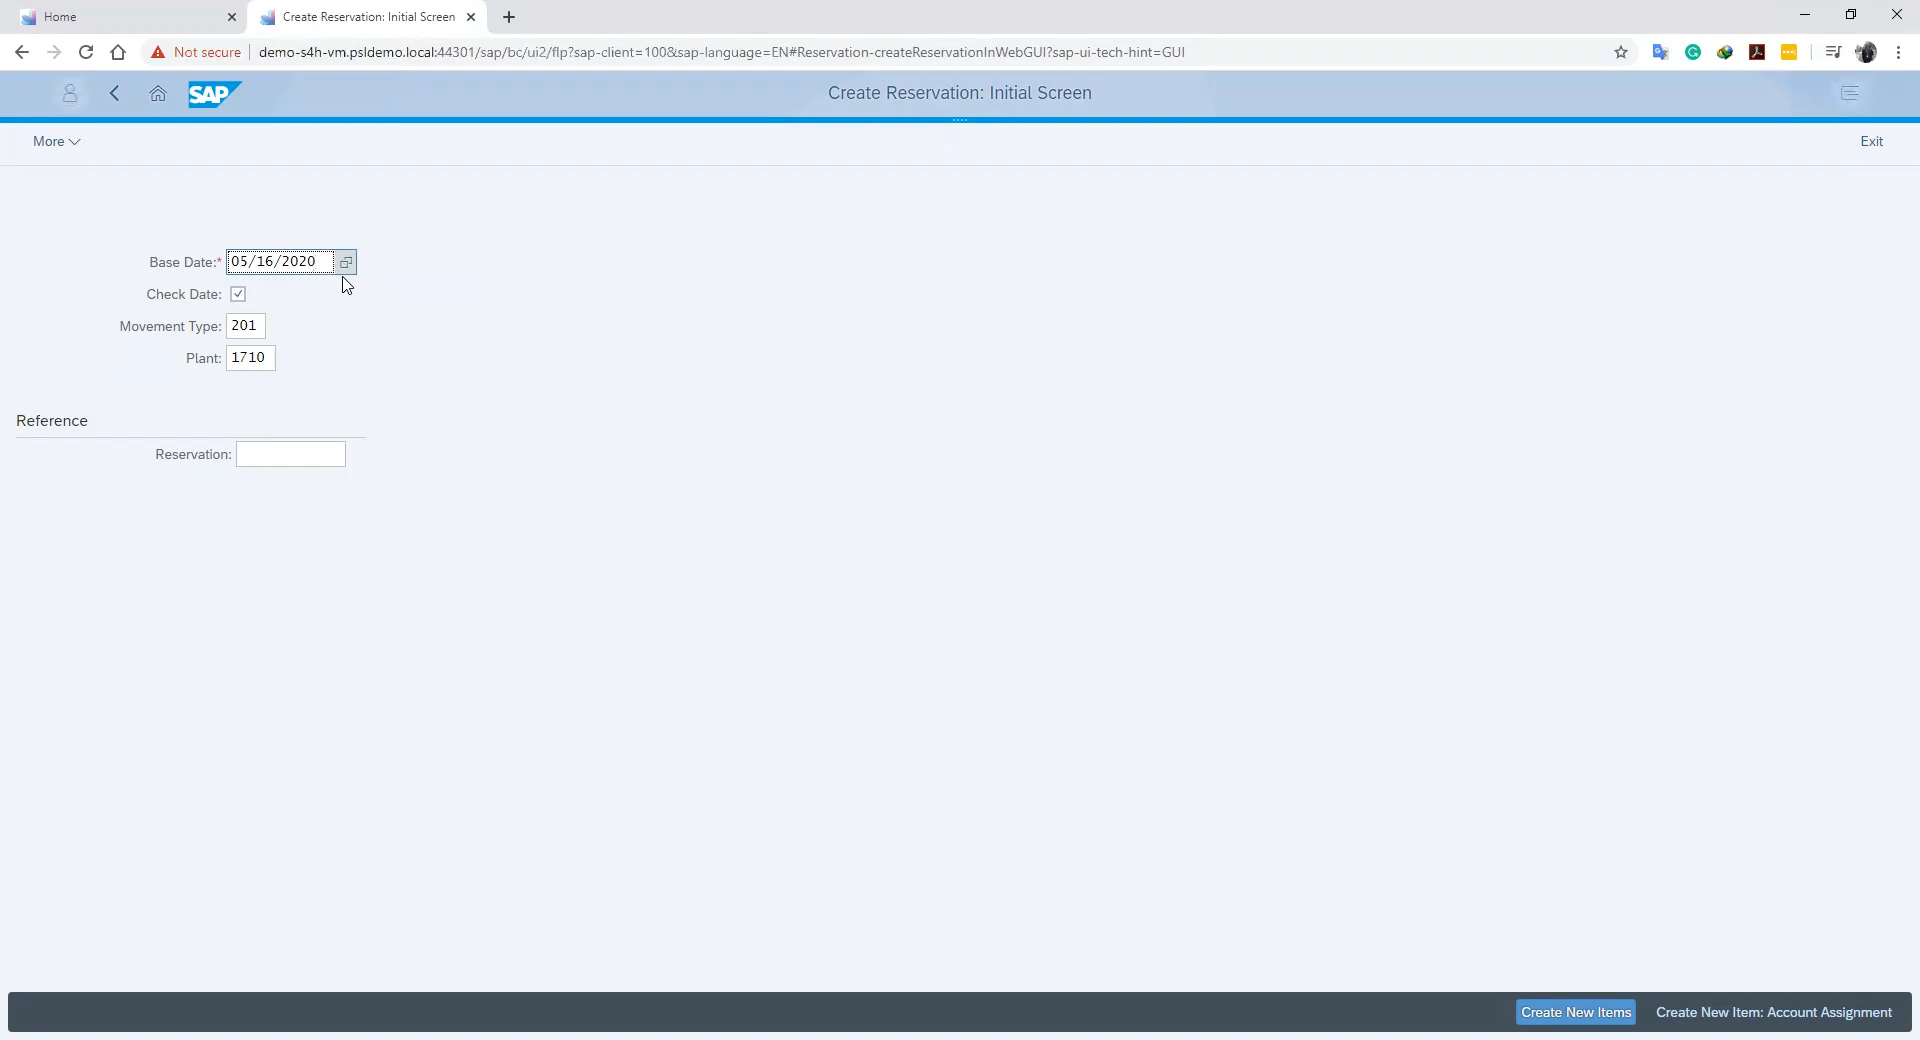 Home
Create Reservation: Initial Screen
Not secure
demo-s4h-vm.psldemo.local:44301/sap/bc/ui2/flp?sap-client=100&sap-language=EN#Reservation-createReservationInWebGUI?sap-ui-tech-hint=GUI
SAP
Create Reservation: Initial Screen
More
Exit
Base Date:* 05/16/2020
Check Date:
Movement Type: 201
Plant: 1710
Reference
Reservation:
Create New Items
Create New Item: Account Assignment